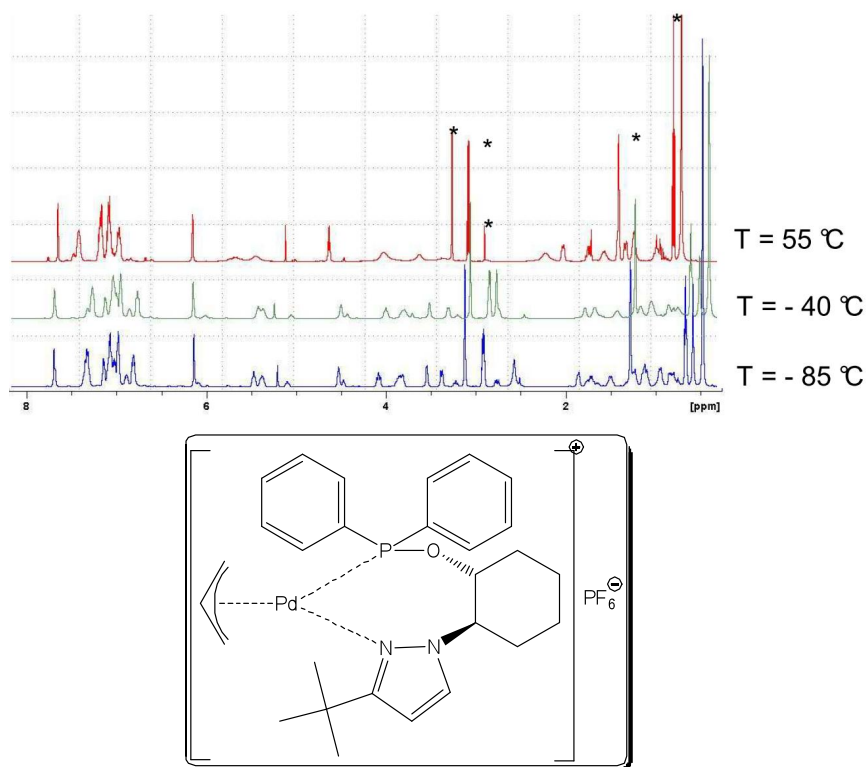 *
*
*
*
*
T = 55 °C
T = - 40 °C
T = - 85 °C
8
6
4
2
[ppm]
⊕
P
O
Pd
PF6⊖
N
N